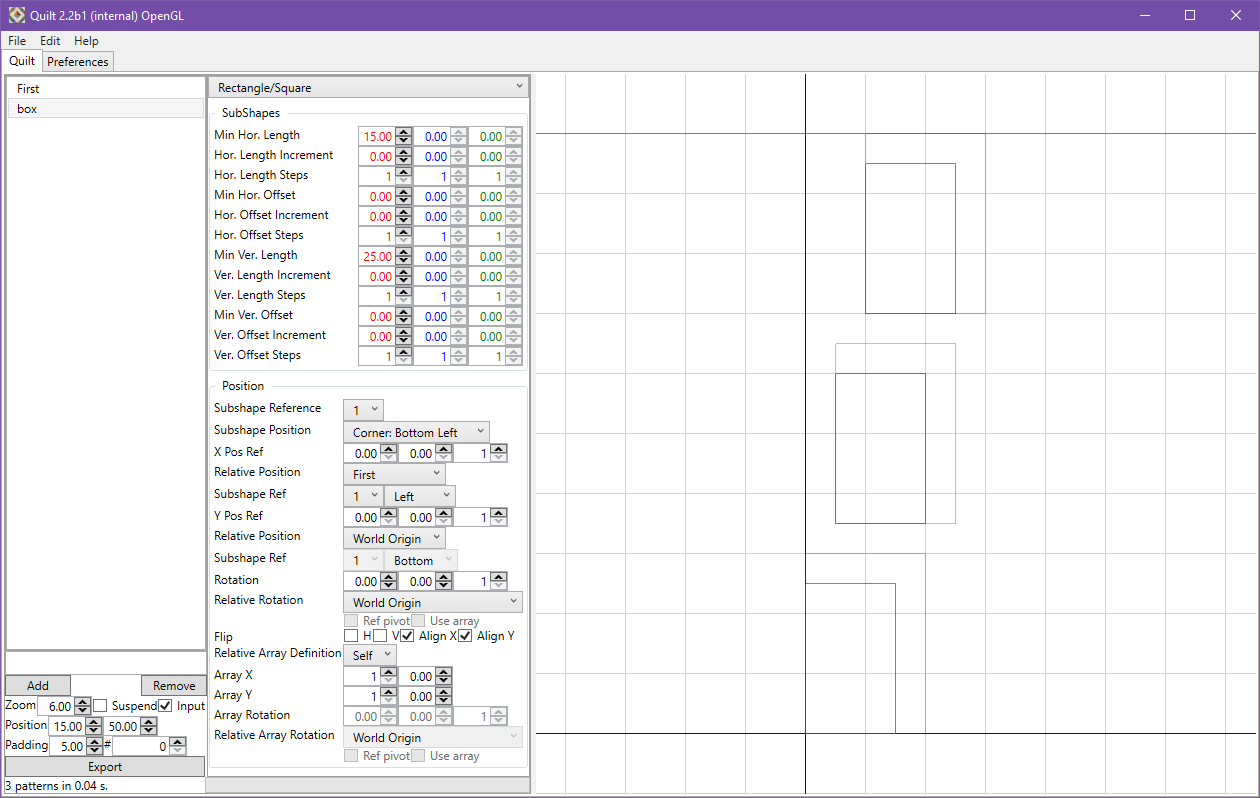 Quilt 2.2b1 (internal) OpenGL
File Edit Help
Quilt Preferences
First
box
Rectangle/Square
SubShapes
Min Hor. Length 15.00 0.00 0.00
Hor. Length Increment 0.00 0.00 0.00
Hor. Length Steps 1 1 1
Min Hor. Offset 0.00 0.00 0.00
Hor. Offset Increment 0.00 0.00 0.00
Hor. Offset Steps 1 1 1
Min Ver. Length 25.00 0.00 0.00
Ver. Length Increment 0.00 0.00 0.00
Ver. Length Steps 1 1 1
Min Ver. Offset 0.00 0.00 0.00
Ver. Offset Increment 0.00 0.00 0.00
Ver. Offset Steps 1 1 1
Position
Subshape Reference 1
Subshape Position Corner: Bottom Left
X Pos Ref 0.00 0.00 1
Relative Position First
Subshape Ref 1 Left
Y Pos Ref 0.00 0.00 1
Relative Position World Origin
Subshape Ref 1 Bottom
Rotation 0.00 0.00 1
Relative Rotation World Origin
Ref pivot Use array
Flip H V Align X Align Y
Relative Array Definition Self
Array X 1 0.00
Array Y 1 0.00
Array Rotation 0.00 0.00 1
Relative Array Rotation World Origin
Ref pivot Use array
Add Remove
Zoom 6.00 Suspend Input
Position 15.00 50.00
Padding 5.00 # 0
Export
3 patterns in 0.04 s.